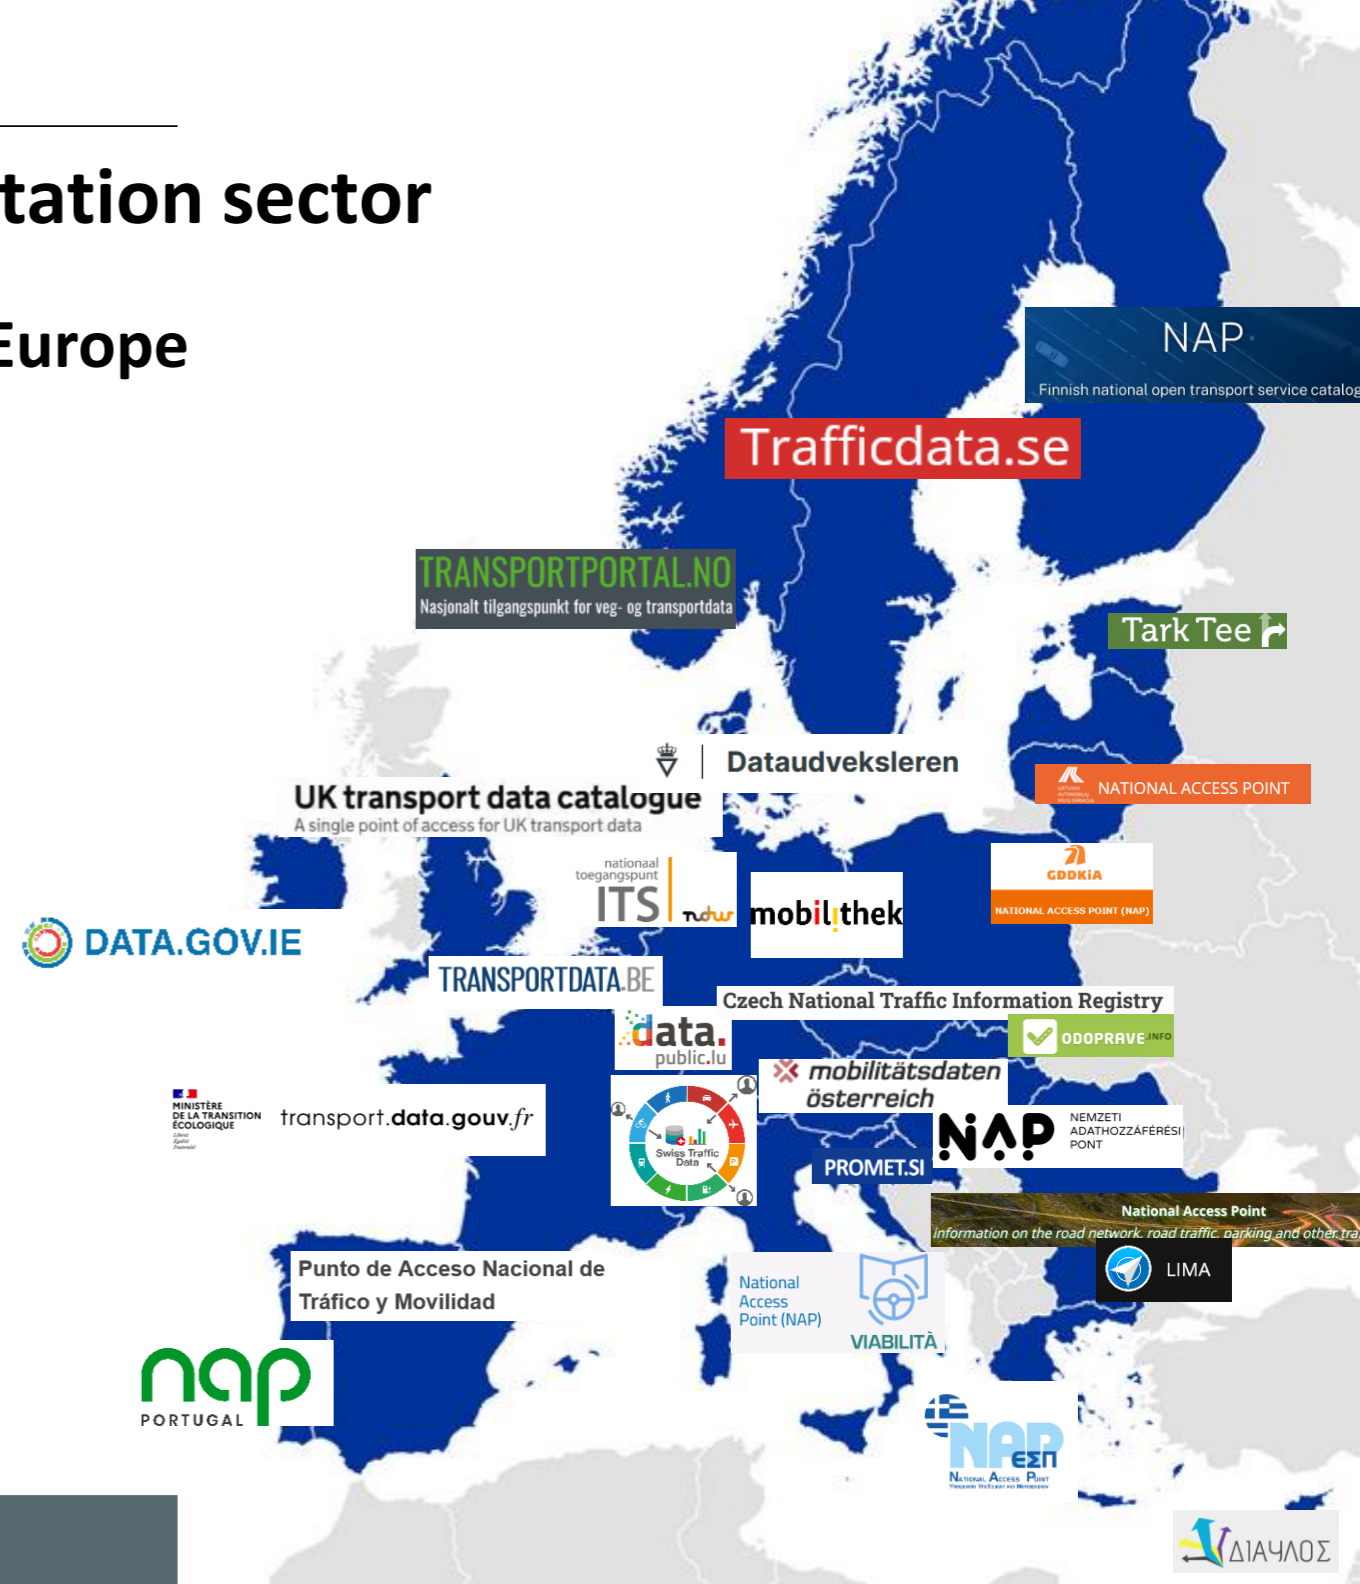 tation sector
Europe
NAP
Finnish national open transport service catalog
Trafficdata.se
TRANSPORTPORTAL.NO
Nasjonalt tilgangspunkt for veg- og transportdata
Tark Tee
Dataudveksleren
UK transport data catalogue
A single point of access for UK transport data
NATIONAL ACCESS POINT
nationaal
toegangspunt
ITS
ndw
mobilithek
GDDKiA
NATIONAL ACCESS POINT (NAP)
DATA.GOV.IE
TRANSPORTDATA.BE
Czech National Traffic Information Registry
data.
public.lu
ODOPRAVE.INFO
mobilitätsdaten
österreich
MINISTÈRE
DE LA TRANSITION
ÉCOLOGIQUE
Liberté
Égalité
Fraternité
transport.data.gouv.fr
Swiss Traffic
Data
NAP
NEMZETI
ADATHOZZÁFÉRÉSI
PONT
PROMET.SI
National Access Point
information on the road network, road traffic, parking and other tra
LIMA
Punto de Acceso Nacional de
Tráfico y Movilidad
National
Access
Point (NAP)
VIABILITÀ
nap
PORTUGAL
NAP
ΕΣΠ
NATIONAL ACCESS POINT
ΔΙΑΥΛΟΣ